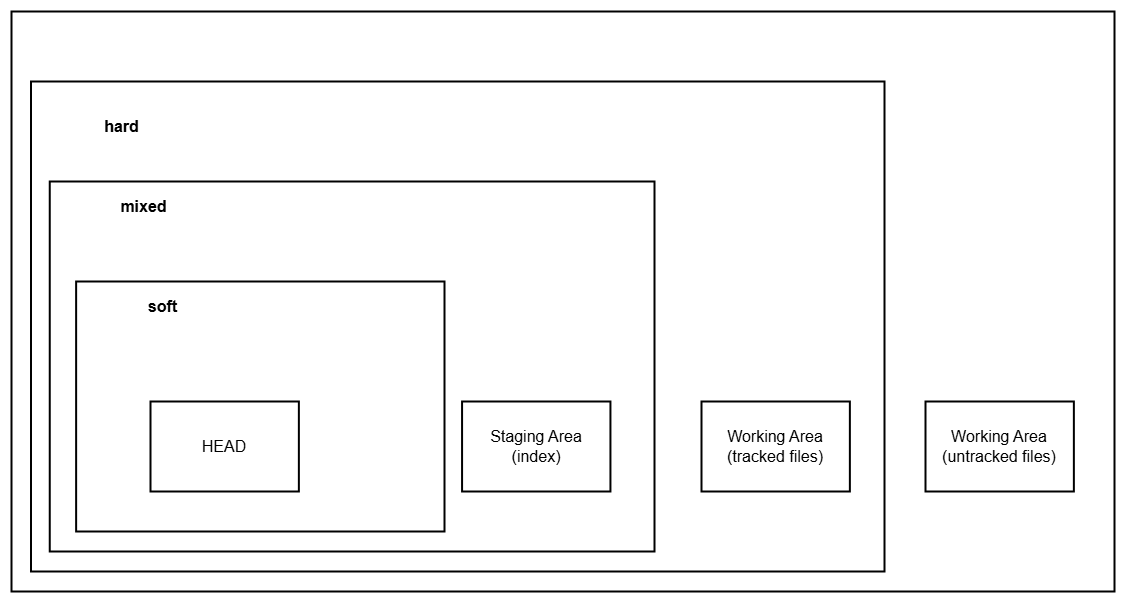 hard
mixed
soft
HEAD
Staging Area
(index)
Working Area
(tracked files)
Working Area
(untracked files)